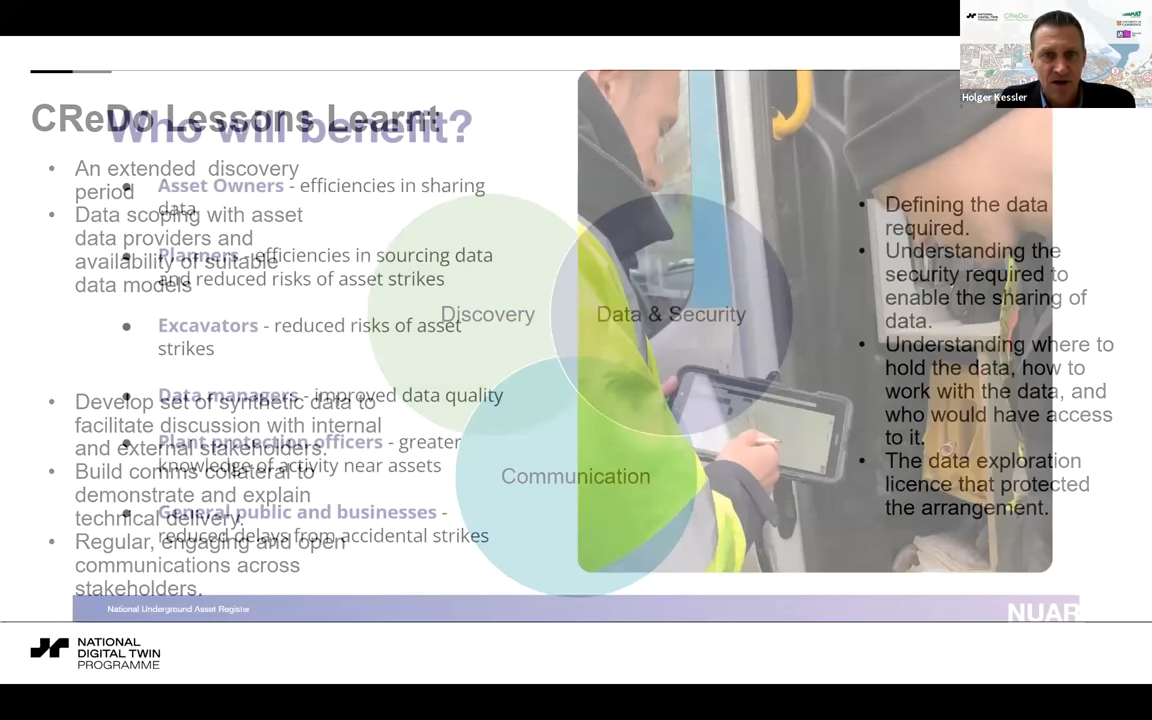 CReDo Lessons Learnt
• An extended discovery
period
• Data scoping with asset
data providers and
availability of suitable
data models
• Develop set of synthetic data to
facilitate discussion with internal
and external stakeholders.
• Build comms collateral to
demonstrate and explain
technical delivery.
• Regular, engaging and open
communications across
stakeholders.
Who will benefit?
● Asset Owners - efficiencies in sharing
data
● Planners - efficiencies in sourcing data
and reduced risks of asset strikes
● Excavators - reduced risks of asset
strikes
● Data managers - improved data quality
● Plant protection officers - greater
knowledge of activity near assets
● General public and businesses -
reduced delays from accidental strikes
Discovery
Data & Security
Communication
• Defining the data
required.
• Understanding the
security required to
enable the sharing of
data.
• Understanding where to
hold the data, how to
work with the data, and
who would have access
to it.
• The data exploration
licence that protected
the arrangement.
National Underground Asset Register
NUAR
NATIONAL
DIGITAL TWIN
PROGRAMME
CReDo
Holger Kessler